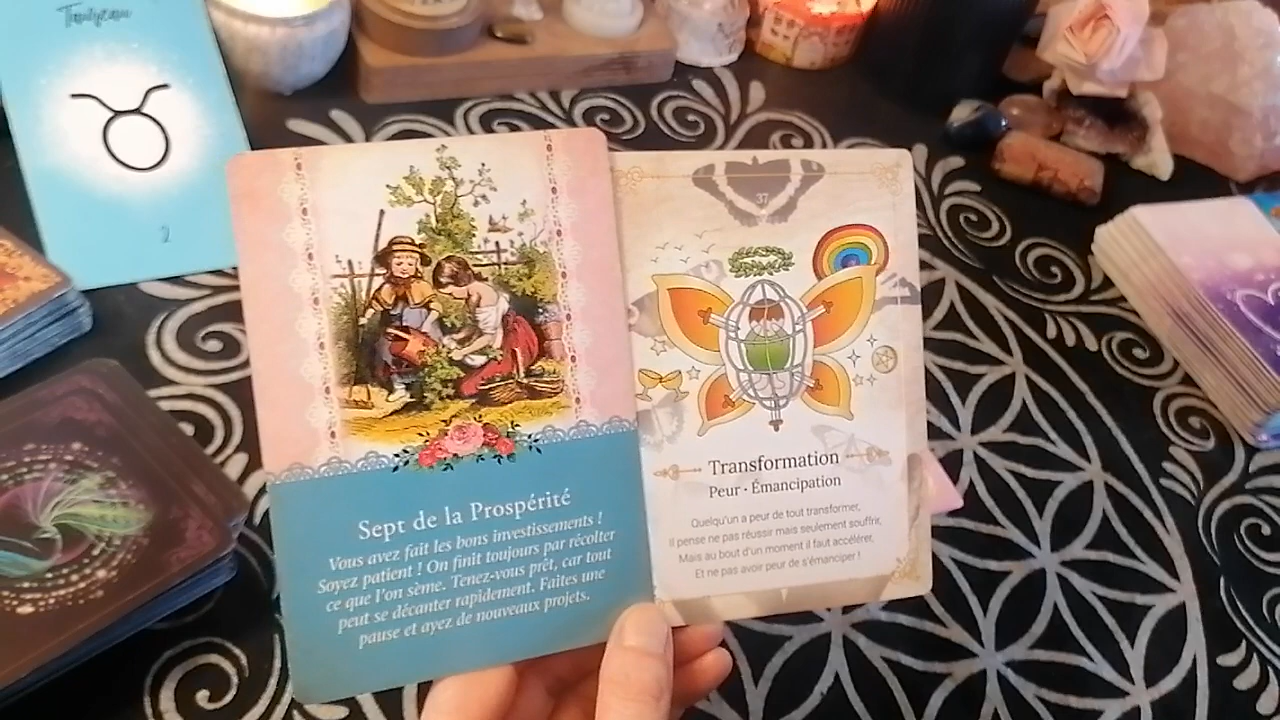 Taureau
2
Sept de la Prospérité
Vous avez fait les bons investissements !
Soyez patient ! On finit toujours par récolter
ce que l'on sème. Tenez-vous prêt, car tout
peut se décanter rapidement. Faites une
pause et ayez de nouveaux projets.
37
Transformation
Peur · Émancipation
Quelqu'un a peur de tout transformer,
Il pense ne pas réussir mais seulement souffrir,
Mais au bout d'un moment il faut accélérer,
Et ne pas avoir peur de s'émanciper !